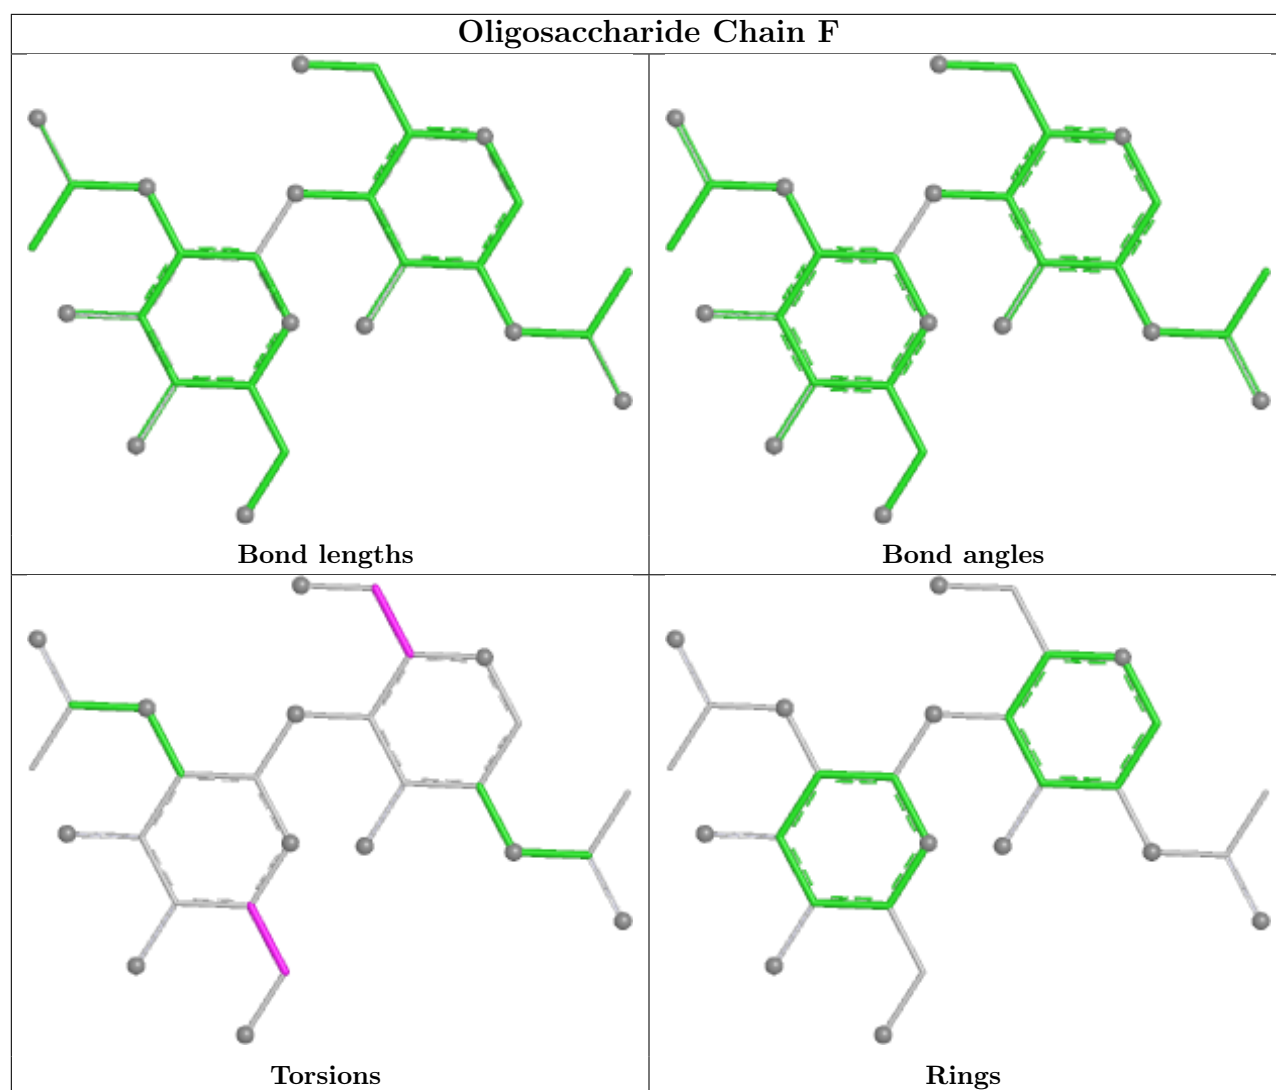 Oligosaccharide Chain F
Bond lengths
Bond angles
Torsions
Rings